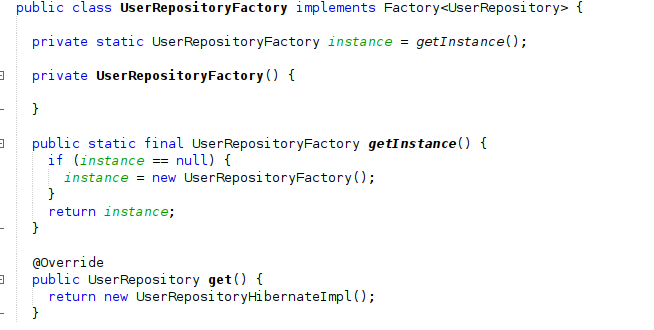 public class UserRepositoryFactory implements Factory<UserRepository> {
private static UserRepositoryFactory instance = getInstance();
private UserRepositoryFactory() {
}
public static final UserRepositoryFactory getInstance() {
if (instance == null) {
instance = new UserRepositoryFactory();
}
return instance;
}
@Override
public UserRepository get() {
return new UserRepositoryHibernateImpl();
}